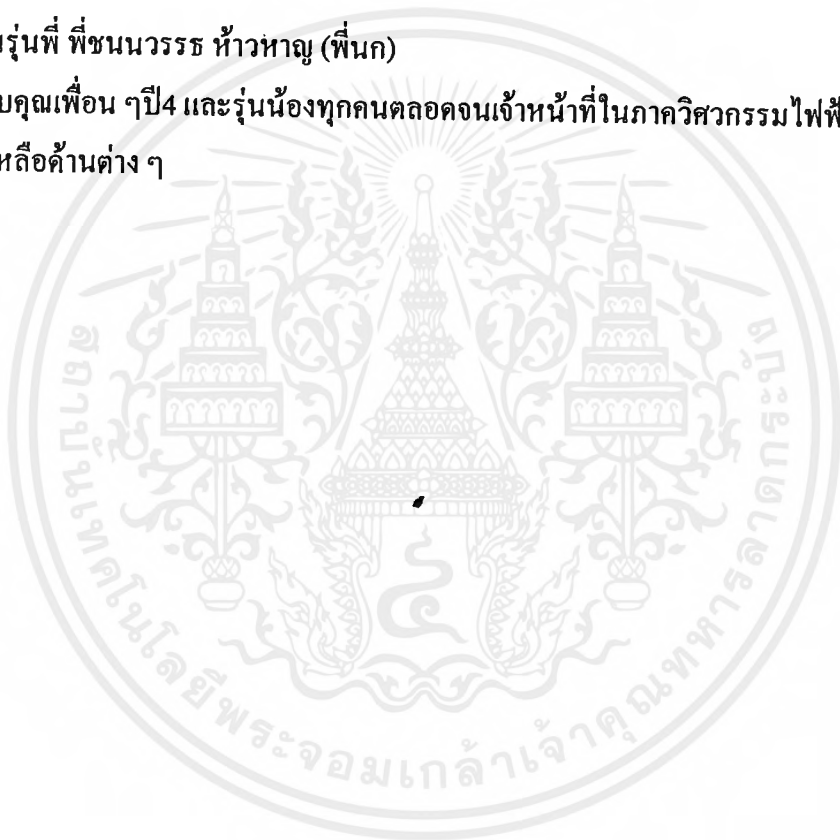 รุ่นพี่ พี่ชนนวรรธ ห้าวหาญ (พี่นก)
คุณเพื่อน ๆปี4 และรุ่นน้องทุกคนตลอดจนเจ้าหน้าที่ในภาควิศวกรรมไฟฟ้
หลือด้านต่าง ๆ
สถาบันเทคโนโลยีพระจอมเกล้าเจ้าคุณทหารลาดกระบัง